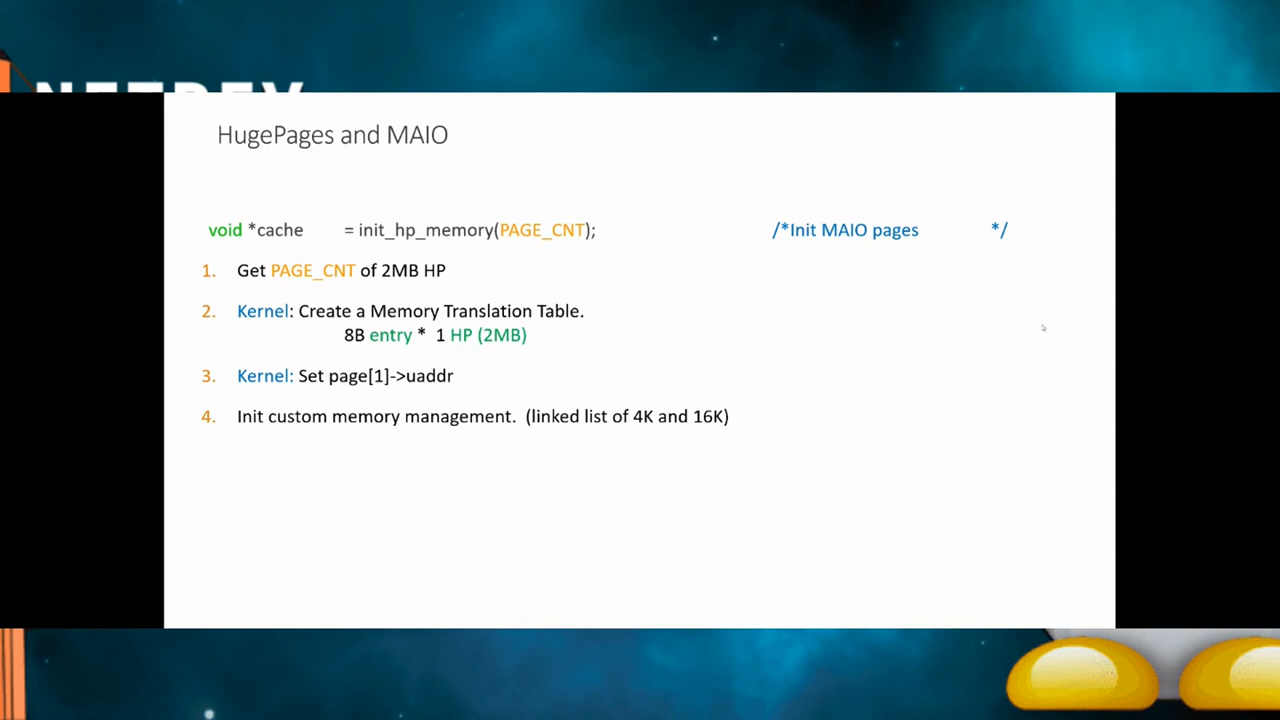 HugePages and MAIO
void *cache = init_hp_memory(PAGE_CNT); /*Init MAIO pages */
1. Get PAGE_CNT of 2MB HP
2. Kernel: Create a Memory Translation Table.
8B entry * 1 HP (2MB)
3. Kernel: Set page[1]->uaddr
4. Init custom memory management. (linked list of 4K and 16K)